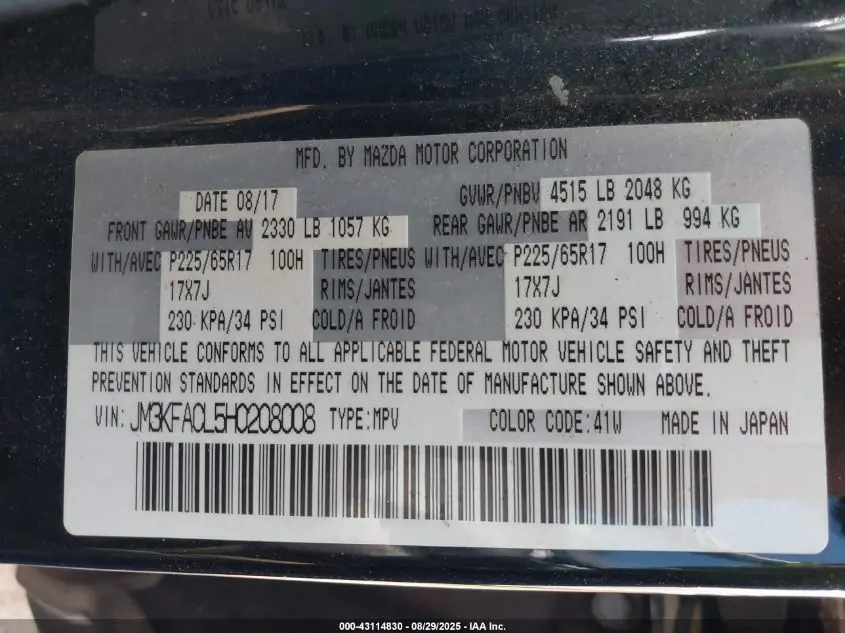 MFD. BY MAZDA MOTOR CORPORATION
DATE 08/17 GVWR/PNBV 4515 LB 2048 KG
FRONT GAWR/PNBE AV 2330 LB 1057 KG REAR GAWR/PNBE AR 2191 LB 994 KG
WITH/AVEC P225/65R17 100H TIRES/PNEUS WITH/AVEC P225/65R17 100H TIRES/PNEUS
17X7J RIMS/JANTES 17X7J RIMS/JANTES
230 KPA/34 PSI COLD/A FROID 230 KPA/34 PSI COLD/A FROID
THIS VEHICLE CONFORMS TO ALL APPLICABLE FEDERAL MOTOR VEHICLE SAFETY AND THEFT
PREVENTION STANDARDS IN EFFECT ON THE DATE OF MANUFACTURE SHOWN ABOVE.
VIN: JM3KFACL5H0208008 TYPE:MPV COLOR CODE:41W MADE IN JAPAN
000-43114830 - 08/29/2025 - IAA Inc.